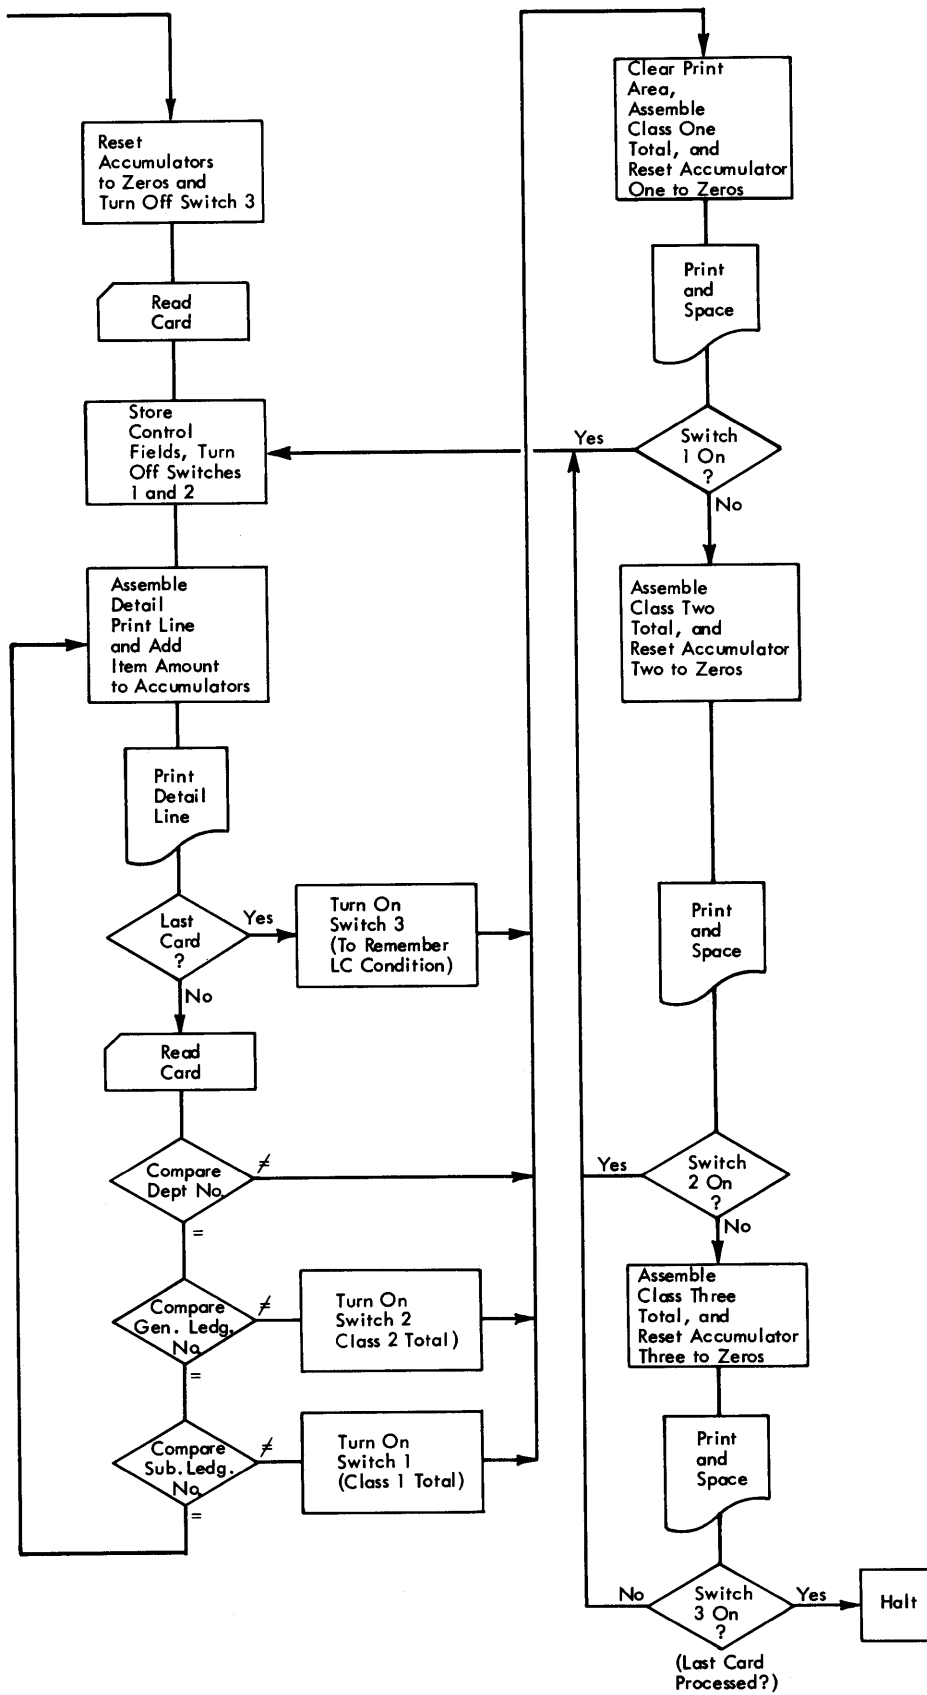 Reset
Accumulators
to Zeros and
Turn Off Switch 3
Read
Card
Store
Control
Fields, Turn
Off Switches
1 and 2
Assemble
Detail
Print Line
and Add
Item Amount
to Accumulators
Print
Detail
Line
Last
Card
?
Yes
No
Turn On
Switch 3
(To Remember
LC Condition)
Read
Card
Compare
Dept No.
≠
=
Compare
Gen. Ledg.
No.
≠
=
Turn On
Switch 2
Class 2 Total)
Compare
Sub. Ledg.
No.
≠
=
Turn On
Switch 1
(Class 1 Total)
Clear Print
Area,
Assemble
Class One
Total, and
Reset Accumulator
One to Zeros
Print
and
Space
Switch
1 On
?
Yes
No
Assemble
Class Two
Total, and
Reset Accumulator
Two to Zeros
Print
and
Space
Switch
2 On
?
Yes
No
Assemble
Class Three
Total, and
Reset Accumulator
Three to Zeros
Print
and
Space
Switch
3 On
?
No
Yes
Halt
(Last Card
Processed?)